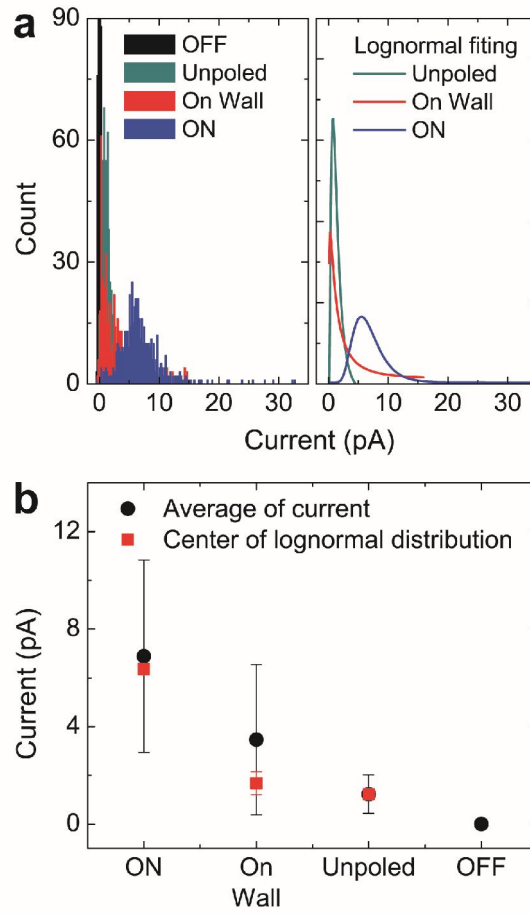 a
90
60
30
0
Count
OFF
Unpoled
On Wall
ON
0 10 20 30
Lognormal fiting
Unpoled
On Wall
ON
0 10 20 30
Current (pA)
b
Average of current
Center of lognormal distribution
12
8
4
0
Current (pA)
ON On Unpoled OFF
Wall